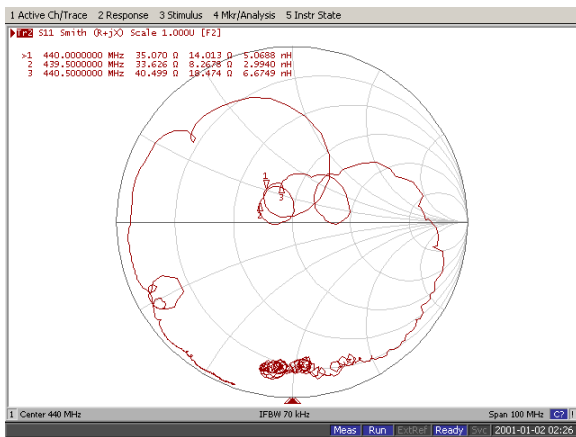 1 Active Ch/Trace 2 Response 3 Stimulus 4 Mkr/Analysis 5 Instr State
Tr2 S11 Smith (R+jX) Scale 1.000U [F2]
>1 440.0000000 MHz 35.070 Ω 14.013 Ω 5.0688 nH
2 439.5000000 MHz 33.626 Ω 8.2678 Ω 2.9940 nH
3 440.5000000 MHz 40.499 Ω 18.474 Ω 6.6749 nH
1
3
2
1 Center 440 MHz IFBW 70 kHz Span 100 MHz C? !
Meas Run ExtRef Ready Svc 2001-01-02 02:26